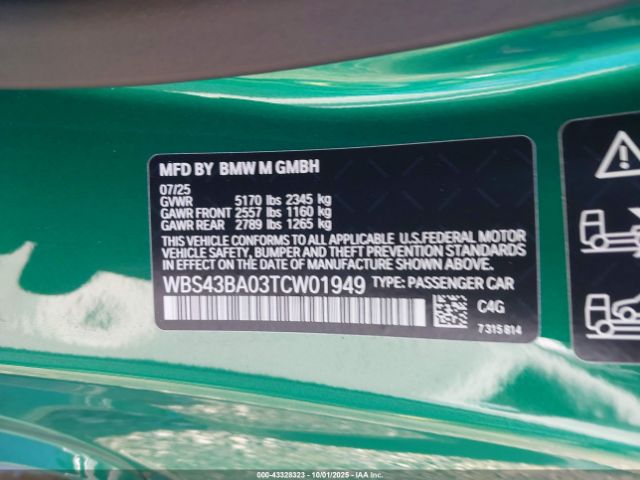 MFD BY BMW M GMBH
07/25
GVWR 5170 lbs 2345 kg
GAWR FRONT 2557 lbs 1160 kg
GAWR REAR 2789 lbs 1265 kg
THIS VEHICLE CONFORMS TO ALL APPLICABLE U.S.FEDERAL MOTOR
VEHICLE SAFETY, BUMPER AND THEFT PREVENTION STANDARDS
IN EFFECT ON THE DATE OF MANUFACTURE SHOWN ABOVE.
WBS43BA03TCW01949 TYPE: PASSENGER CAR
C4G
7 315 814
000-43328323 | 10/01/2025 - IAA Inc.